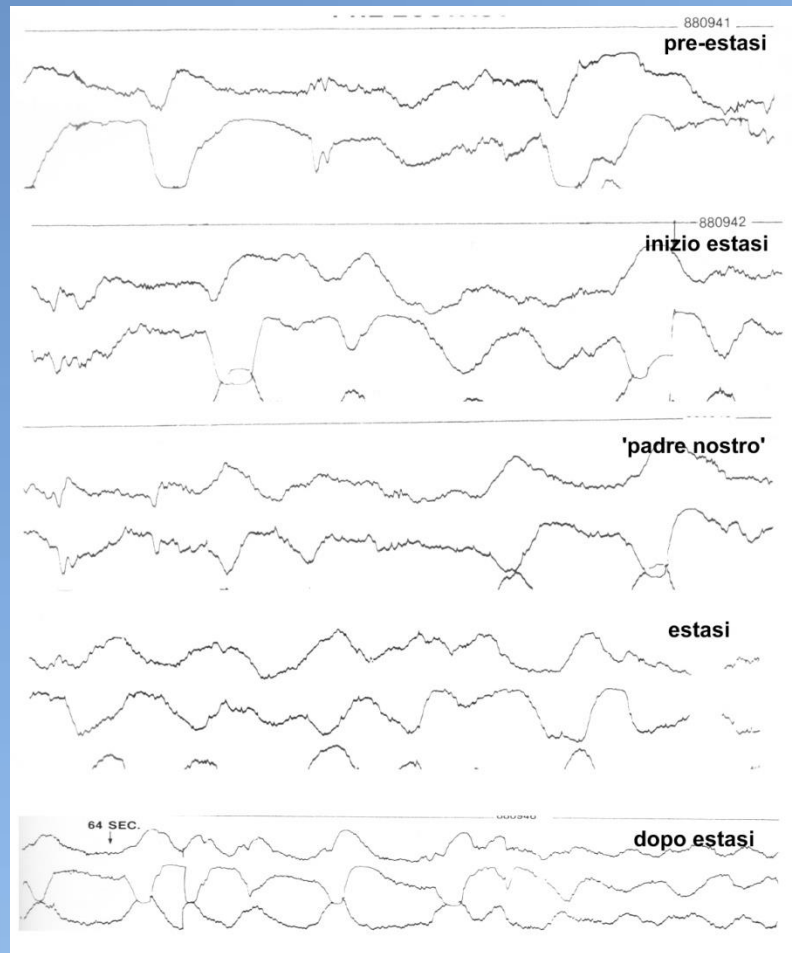 880941
pre-estasi
880942
inizio estasi
'padre nostro'
estasi
64 SEC.
dopo estasi